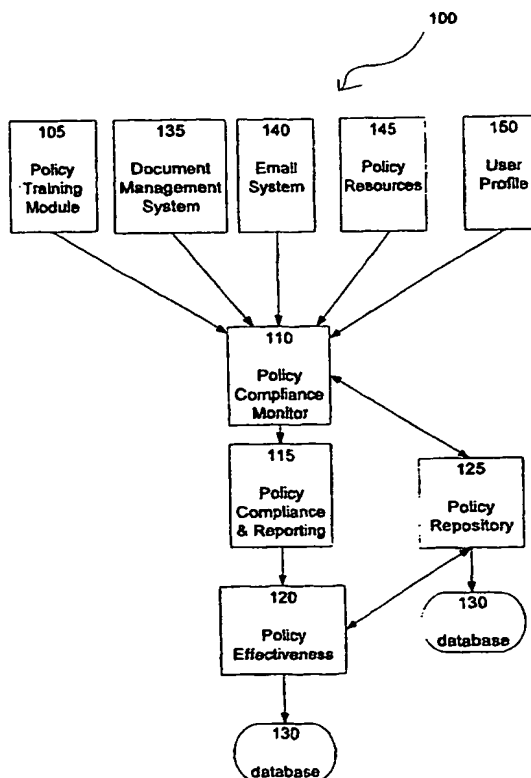 100
105
Policy
Training
Module
135
Document
Management
System
140
Email
System
145
Policy
Resources
150
User
Profile
110
Policy
Compliance
Monitor
115
Policy
Compliance
& Reporting
125
Policy
Repository
120
Policy
Effectiveness
130
database
130
database